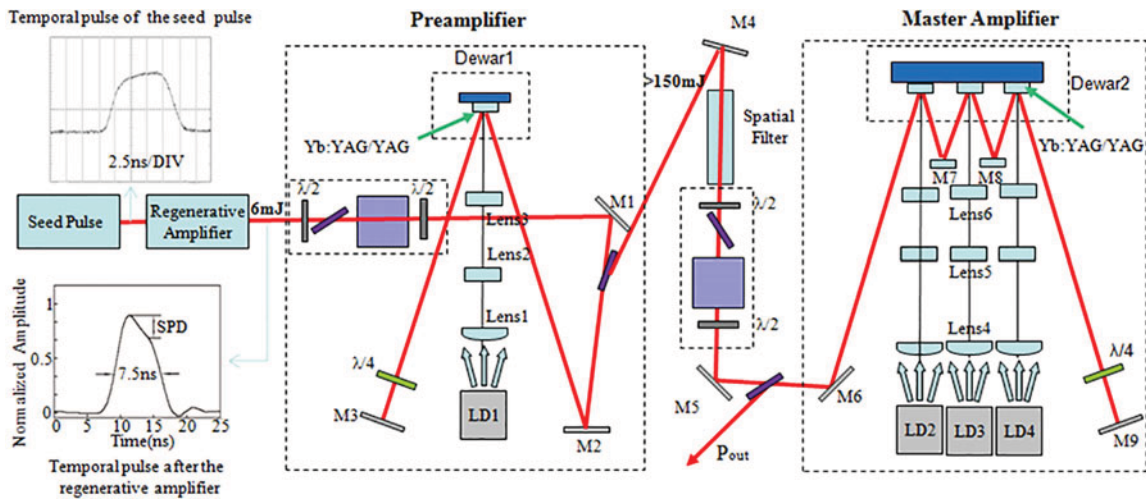 Temporal pulse of the seed pulse
2.5ns/DIV
Seed Pulse
Regenerative
Amplifier
6mJ
Normalized Amplitude
1
0.5
0
SPD
7.5ns
0 5 10 15 20 25
Time(ns)
Temporal pulse after the
regenerative amplifier
Preamplifier
Dewar1
Yb:YAG/YAG
λ/2
λ/2
Lens3
Lens2
Lens1
λ/4
M3
LD1
M2
M1
>150mJ
M4
Spatial
Filter
λ/2
λ/2
M5
Pout
M6
Master Amplifier
Dewar2
Yb:YAG/YAG
M7
M8
Lens6
Lens5
Lens4
λ/4
LD2
LD3
LD4
M9